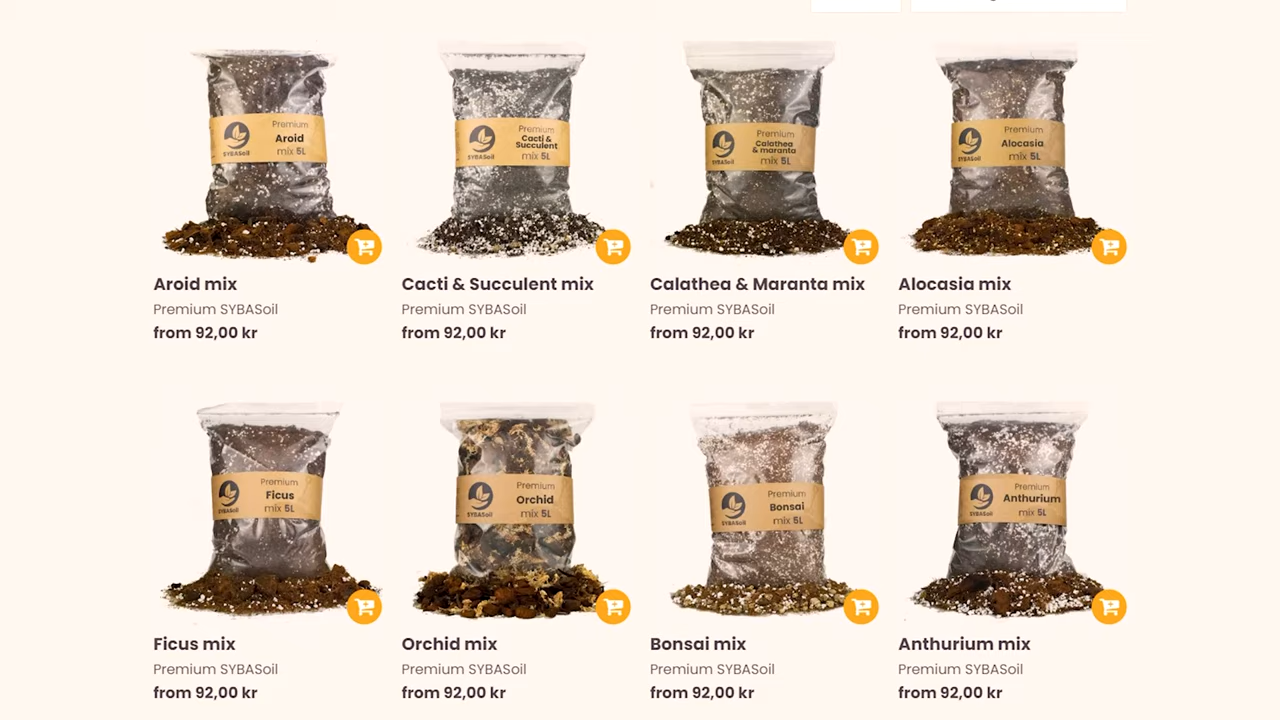 Premium
Aroid
mix 5L
SYBASoil
Premium
Cacti &
Succulent
mix 5L
SYBASoil
Premium
Calathea
& maranta
mix 5L
SYBASoil
Premium
Alocasia
mix 5L
SYBASoil
Aroid mix
Premium SYBASoil
from 92,00 kr
Cacti & Succulent mix
Premium SYBASoil
from 92,00 kr
Calathea & Maranta mix
Premium SYBASoil
from 92,00 kr
Alocasia mix
Premium SYBASoil
from 92,00 kr
Premium
Ficus
mix 5L
SYBASoil
Premium
Orchid
mix 5L
SYBASoil
Premium
Bonsai
mix 5L
SYBASoil
Premium
Anthurium
mix 5L
SYBASoil
Ficus mix
Premium SYBASoil
from 92,00 kr
Orchid mix
Premium SYBASoil
from 92,00 kr
Bonsai mix
Premium SYBASoil
from 92,00 kr
Anthurium mix
Premium SYBASoil
from 92,00 kr